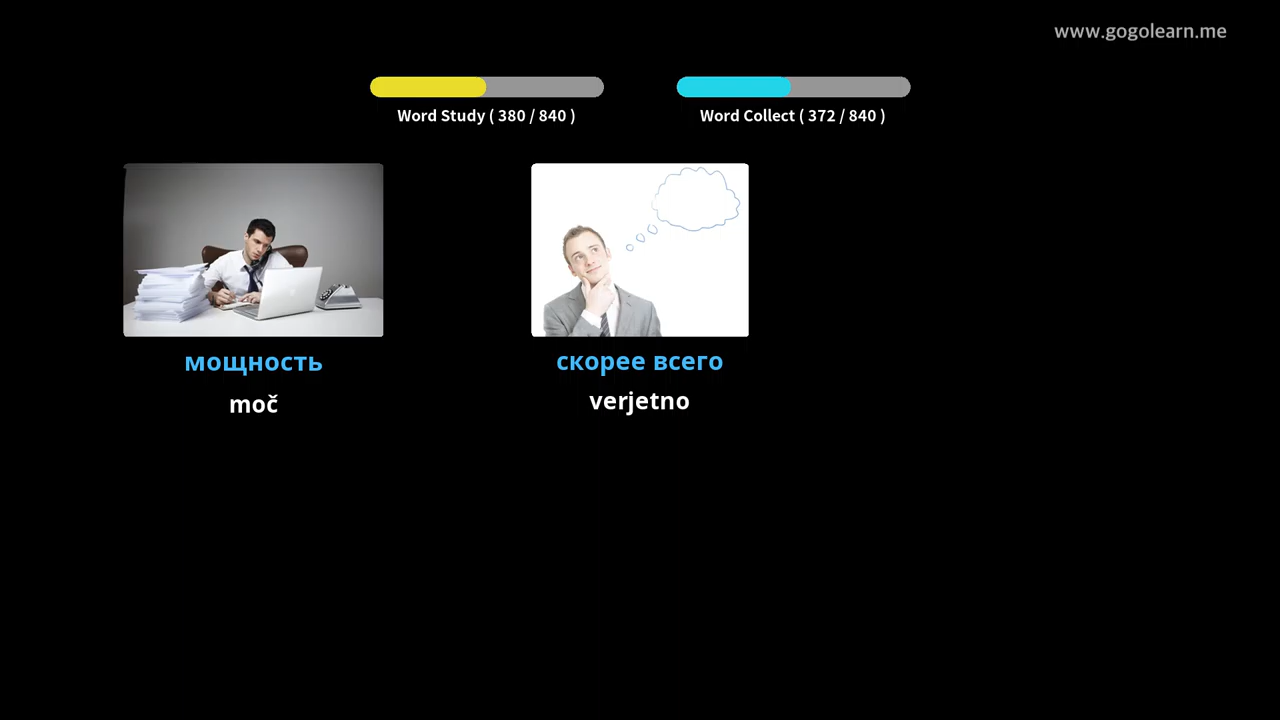 www.gogolearn.me
Word Study ( 380 / 840 )
Word Collect ( 372 / 840 )
мощность
скорее всего
moč
verjetno